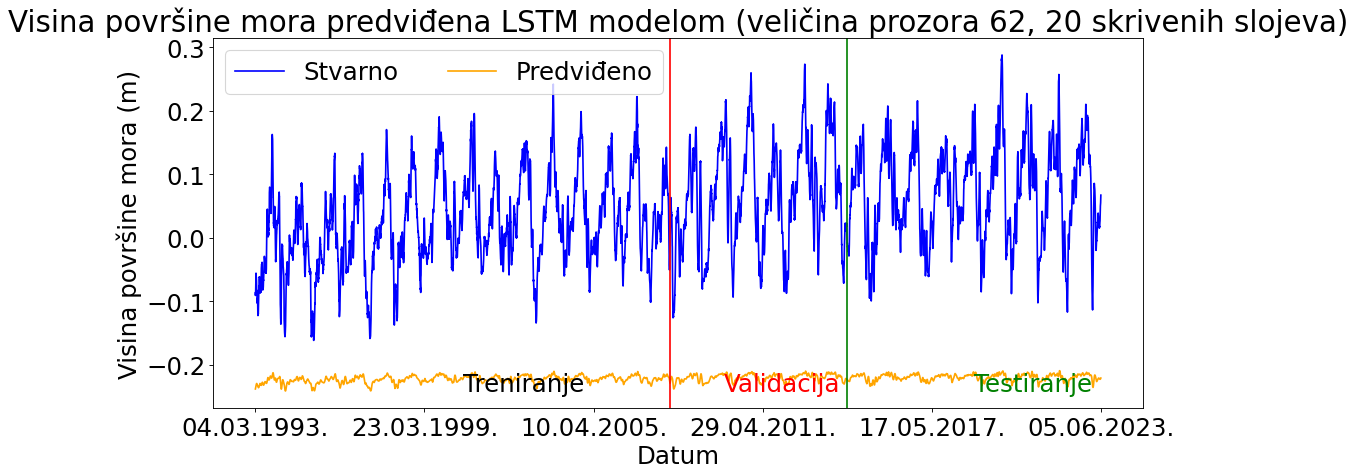 Visina površine mora predviđena LSTM modelom (veličina prozora 62, 20 skrivenih slojeva)
Stvarno
Predviđeno
Visina površine mora (m)
0.3
0.2
0.1
0.0
−0.1
−0.2
Treniranje
Validacija
Testiranje
04.03.1993.
23.03.1999.
10.04.2005.
29.04.2011.
17.05.2017.
05.06.2023.
Datum